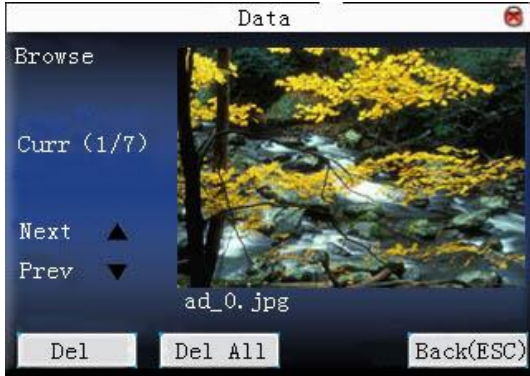 Data
Browse
Curr (1/7)
Next ▲
Prev ▼
ad_0.jpg
Del
Del All
Back(ESC)